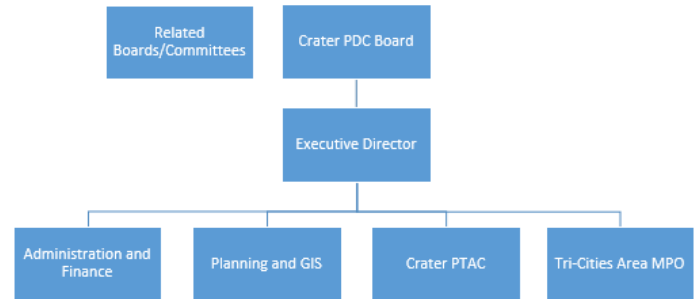 Related
Boards/Committees
Crater PDC Board
Executive Director
Administration and
Finance
Planning and GIS
Crater PTAC
Tri-Cities Area MPO